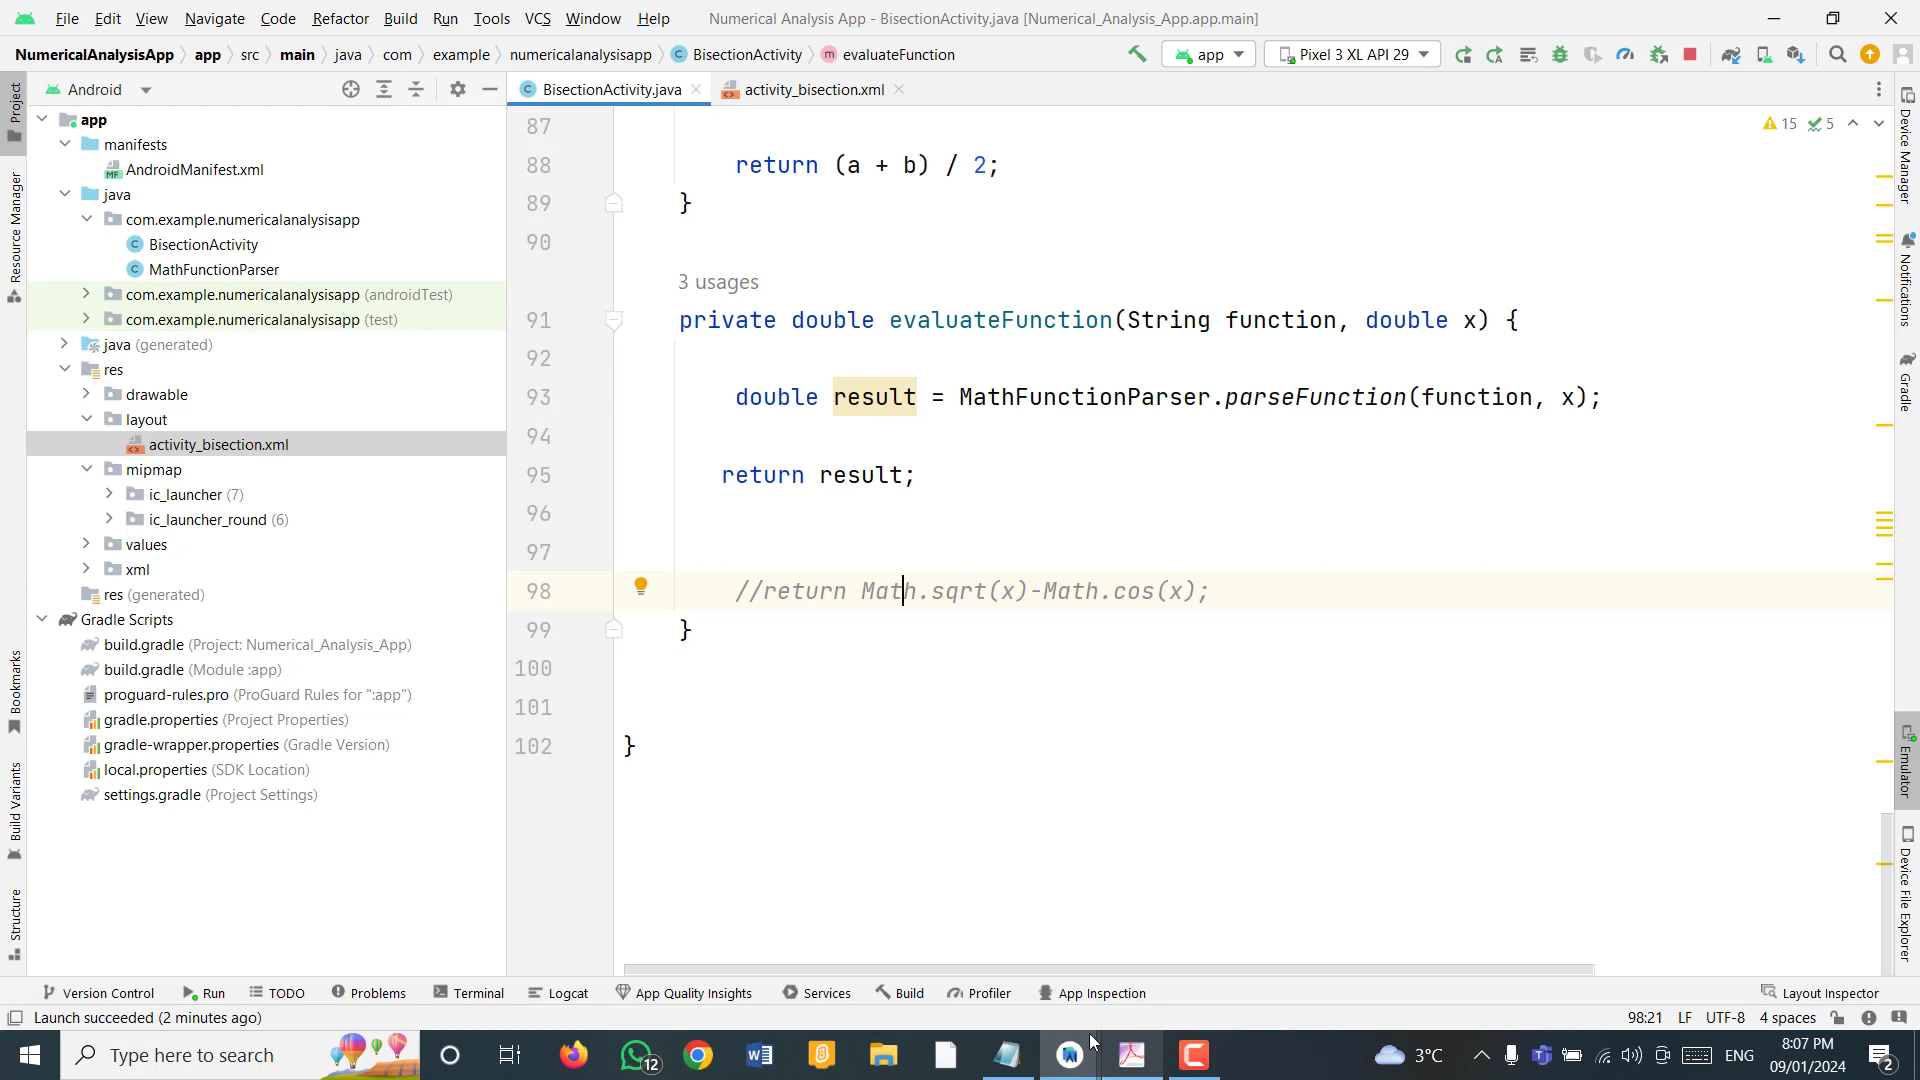 File Edit View Navigate Code Refactor Build Run Tools VCS Window Help Numerical Analysis App - BisectionActivity.java [Numerical_Analysis_App.app.main]
NumericalAnalysisApp app src main java com example numericalanalysisapp C BisectionActivity m evaluateFunction app Pixel 3 XL API 29
Android
BisectionActivity.java
activity_bisection.xml
15 5
app
manifests
AndroidManifest.xml
java
com.example.numericalanalysisapp
BisectionActivity
MathFunctionParser
com.example.numericalanalysisapp (androidTest)
com.example.numericalanalysisapp (test)
java (generated)
res
drawable
layout
activity_bisection.xml
mipmap
ic_launcher (7)
ic_launcher_round (6)
values
xml
res (generated)
Gradle Scripts
build.gradle (Project: Numerical_Analysis_App)
build.gradle (Module :app)
proguard-rules.pro (ProGuard Rules for ":app")
gradle.properties (Project Properties)
gradle-wrapper.properties (Gradle Version)
local.properties (SDK Location)
settings.gradle (Project Settings)
87
88 return (a + b) / 2;
89 }
90
3 usages
91 private double evaluateFunction(String function, double x) {
92
93 double result = MathFunctionParser.parseFunction(function, x);
94
95 return result;
96
97
98 //return Math.sqrt(x)-Math.cos(x);
99 }
100
101
102 }
Project
Resource Manager
Bookmarks
Build Variants
Structure
Device Manager
Notifications
Gradle
Emulator
Device File Explorer
Version Control Run TODO Problems Terminal Logcat App Quality Insights Services Build Profiler App Inspection Layout Inspector
Launch succeeded (2 minutes ago) 98:21 LF UTF-8 4 spaces
Type here to search 12 3°C ENG 8:07 PM
09/01/2024 2